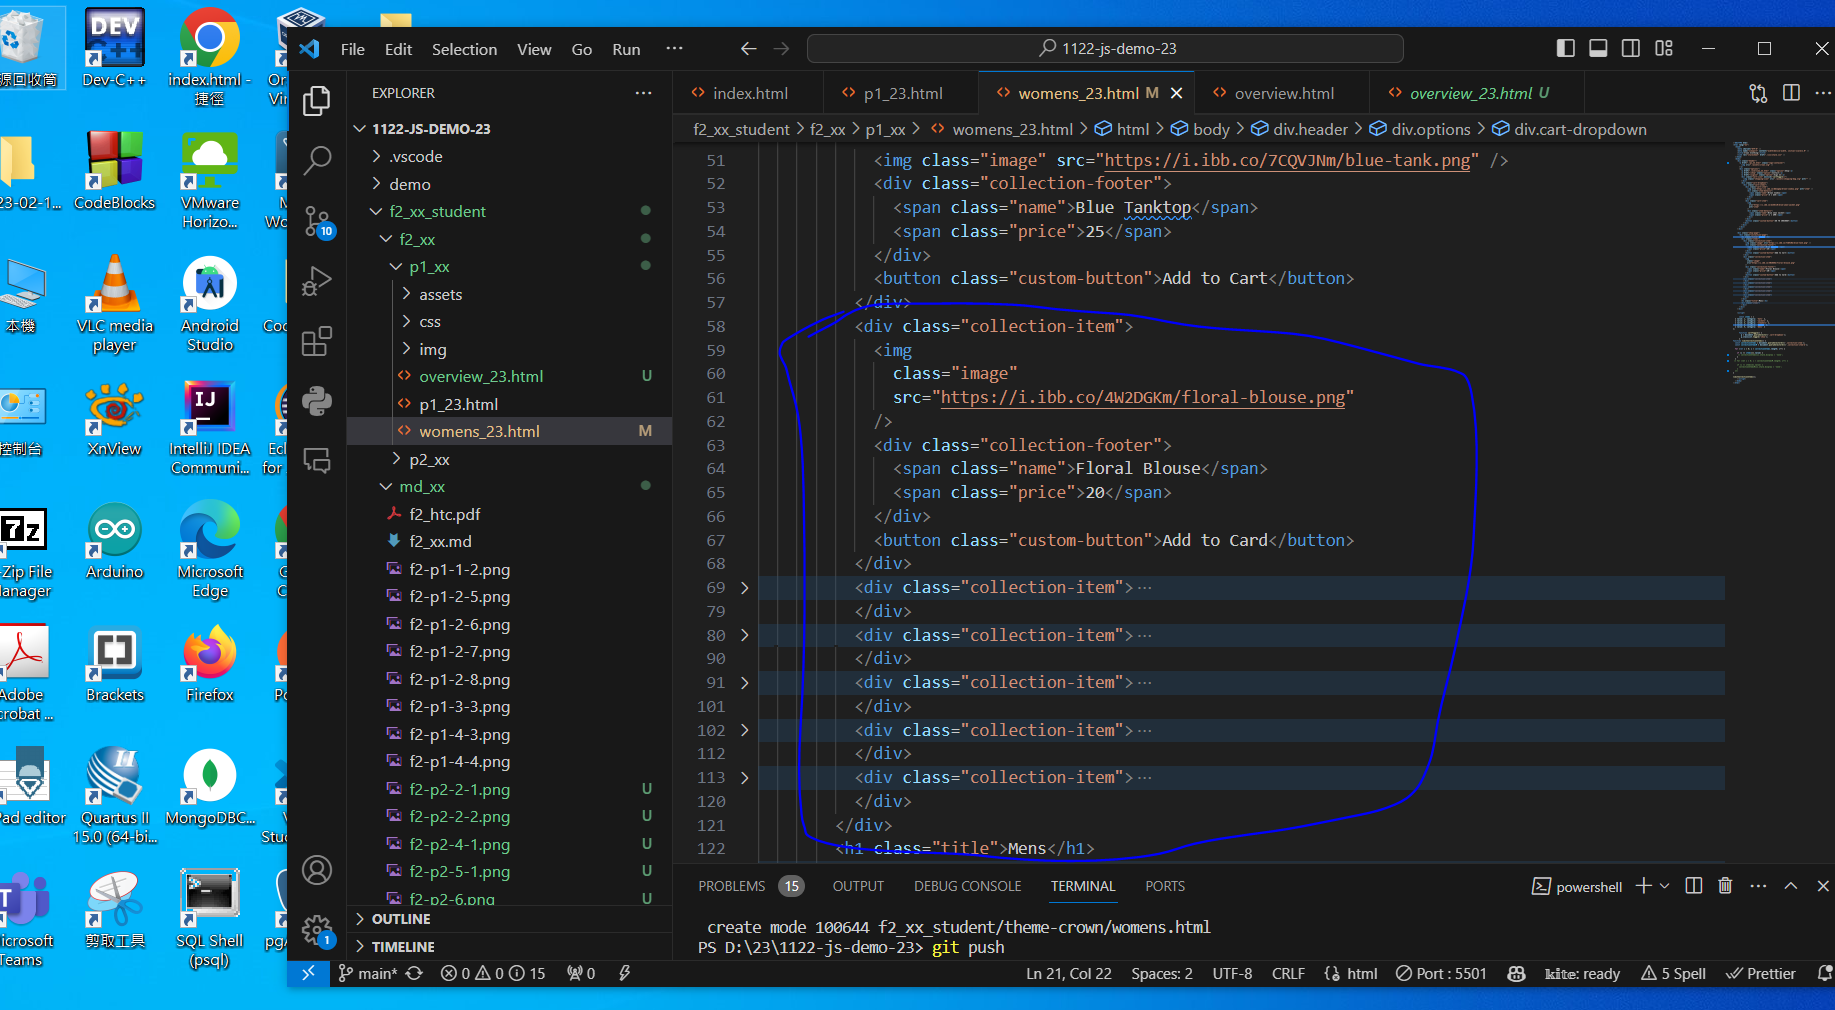 源回收筒
Dev-C++
index.html - 捷徑
Or
Vir
23-02-1...
CodeBlocks
VMware Horizo...
M
Wo
本機
VLC media player
Android Studio
Coc
控制台
XnView
IntelliJ IDEA Communi...
Ecl
for
-Zip File
Manager
Arduino
Microsoft Edge
G
C
Adobe
crobat ...
Brackets
Firefox
Po
Pad editor
Quartus II 15.0 (64-bi...
MongoDBC...
V
Stu
icrosoft
Teams
剪取工具
SQL Shell (psql)
pgA
File Edit Selection View Go Run ···
1122-js-demo-23
EXPLORER
1122-JS-DEMO-23
.vscode
demo
f2_xx_student
f2_xx
p1_xx
assets
css
img
overview_23.html U
p1_23.html
womens_23.html M
p2_xx
md_xx
f2_htc.pdf
f2_xx.md
f2-p1-1-2.png
f2-p1-2-5.png
f2-p1-2-6.png
f2-p1-2-7.png
f2-p1-2-8.png
f2-p1-3-3.png
f2-p1-4-3.png
f2-p1-4-4.png
f2-p2-2-1.png U
f2-p2-2-2.png U
f2-p2-4-1.png U
f2-p2-5-1.png U
f2-p2-6.png U
OUTLINE
TIMELINE
10
1
index.html p1_23.html womens_23.html M overview.html overview_23.html U
f2_xx_student > f2_xx > p1_xx > womens_23.html > html > body > div.header > div.options > div.cart-dropdown
51 <img class="image" src="https://i.ibb.co/7CQVJNm/blue-tank.png" />
52 <div class="collection-footer">
53 <span class="name">Blue Tanktop</span>
54 <span class="price">25</span>
55 </div>
56 <button class="custom-button">Add to Cart</button>
57 </div>
58 <div class="collection-item">
59 <img
60 class="image"
61 src="https://i.ibb.co/4W2DGKm/floral-blouse.png"
62 />
63 <div class="collection-footer">
64 <span class="name">Floral Blouse</span>
65 <span class="price">20</span>
66 </div>
67 <button class="custom-button">Add to Card</button>
68 </div>
69 <div class="collection-item">···
79 </div>
80 <div class="collection-item">···
90 </div>
91 <div class="collection-item">···
101 </div>
102 <div class="collection-item">···
112 </div>
113 <div class="collection-item">···
120 </div>
121 </div>
122 <h1 class="title">Mens</h1>
PROBLEMS 15 OUTPUT DEBUG CONSOLE TERMINAL PORTS powershell
create mode 100644 f2_xx_student/theme-crown/womens.html
PS D:\23\1122-js-demo-23> git push
main* 0 0 15 0 Ln 21, Col 22 Spaces: 2 UTF-8 CRLF html Port : 5501 kite: ready 5 Spell Prettier